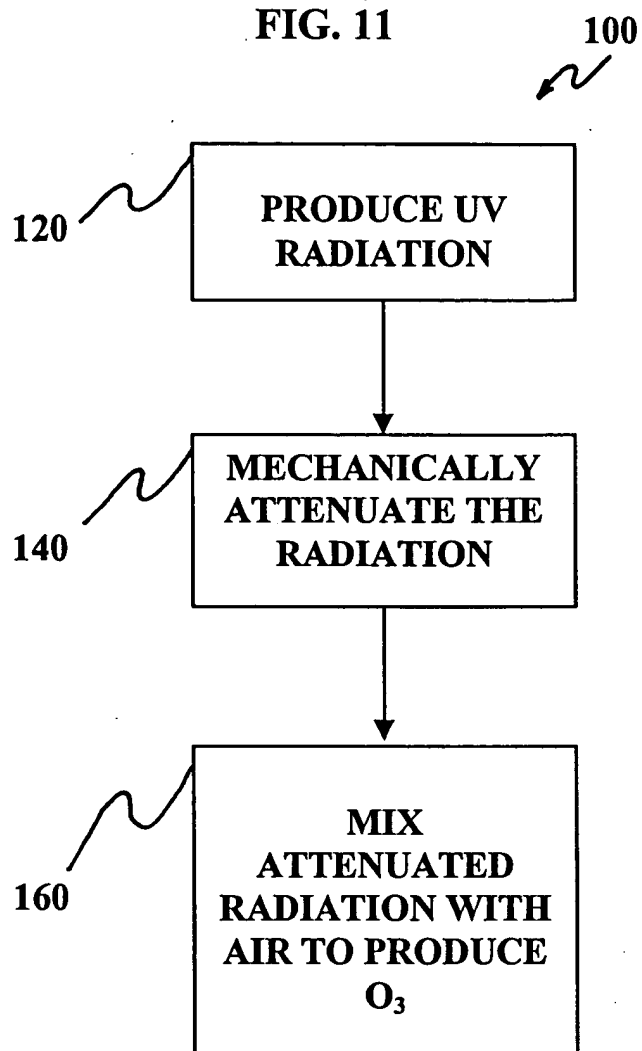 FIG. 11
100
120
PRODUCE UV
RADIATION
140
MECHANICALLY
ATTENUATE THE
RADIATION
160
MIX
ATTENUATED
RADIATION WITH
AIR TO PRODUCE
O₃